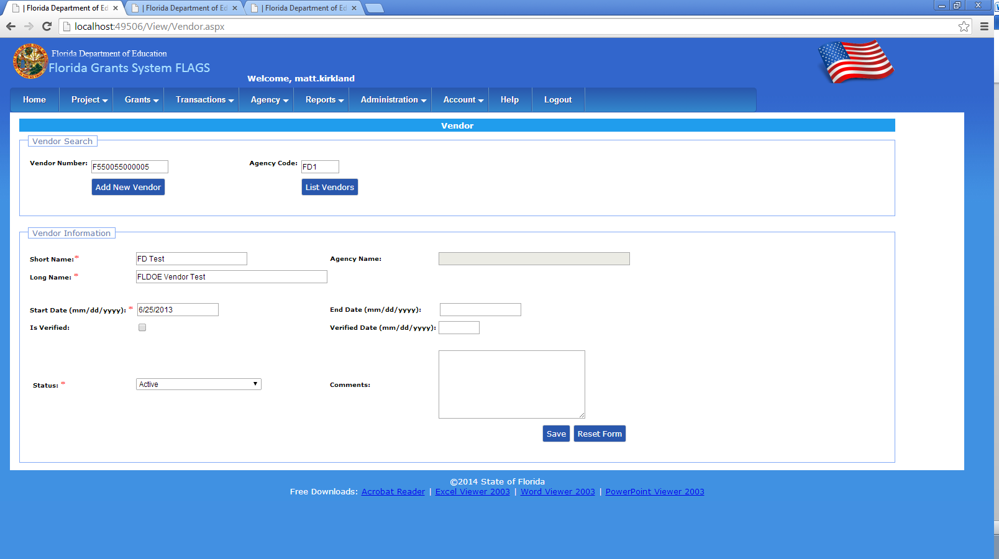 | Florida Department of Ed
| Florida Department of Ed
| Florida Department of Ed
localhost:49506/View/Vendor.aspx
Florida Department of Education
Florida Grants System FLAGS
Welcome, matt.kirkland
Home Project Grants Transactions Agency Reports Administration Account Help Logout
Vendor
Vendor Search
Vendor Number: F550055000005 Agency Code: FD1
Add New Vendor List Vendors
Vendor Information
Short Name:* FD Test Agency Name:
Long Name: * FLDOE Vendor Test
Start Date (mm/dd/yyyy): * 6/25/2013 End Date (mm/dd/yyyy):
Is Verified: Verified Date (mm/dd/yyyy):
Status: * Active Comments:
Save Reset Form
©2014 State of Florida
Free Downloads: Acrobat Reader | Excel Viewer 2003 | Word Viewer 2003 | PowerPoint Viewer 2003